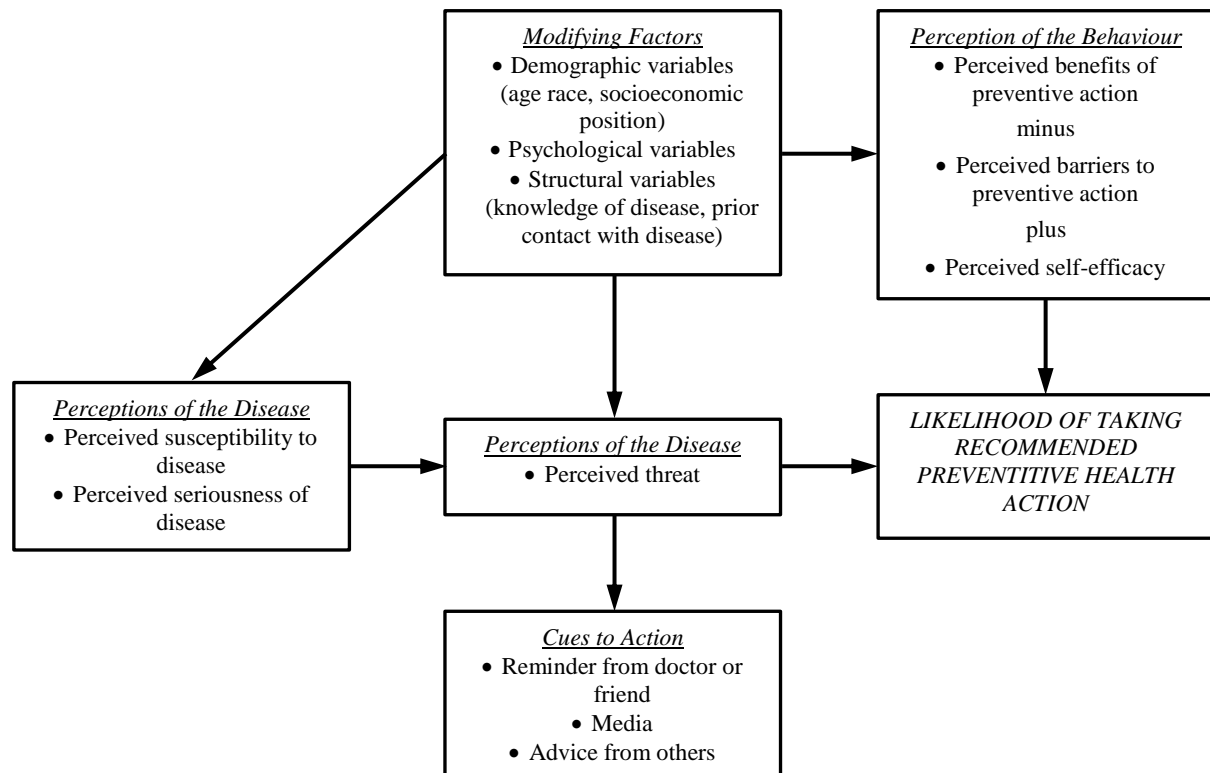 Modifying Factors
• Demographic variables
(age race, socioeconomic
position)
• Psychological variables
• Structural variables
(knowledge of disease, prior
contact with disease)
Perception of the Behaviour
• Perceived benefits of
preventive action
minus
• Perceived barriers to
preventive action
plus
• Perceived self-efficacy
Perceptions of the Disease
• Perceived susceptibility to
disease
• Perceived seriousness of
disease
Perceptions of the Disease
• Perceived threat
LIKELIHOOD OF TAKING
RECOMMENDED
PREVENTITIVE HEALTH
ACTION
Cues to Action
• Reminder from doctor or
friend
• Media
• Advice from others